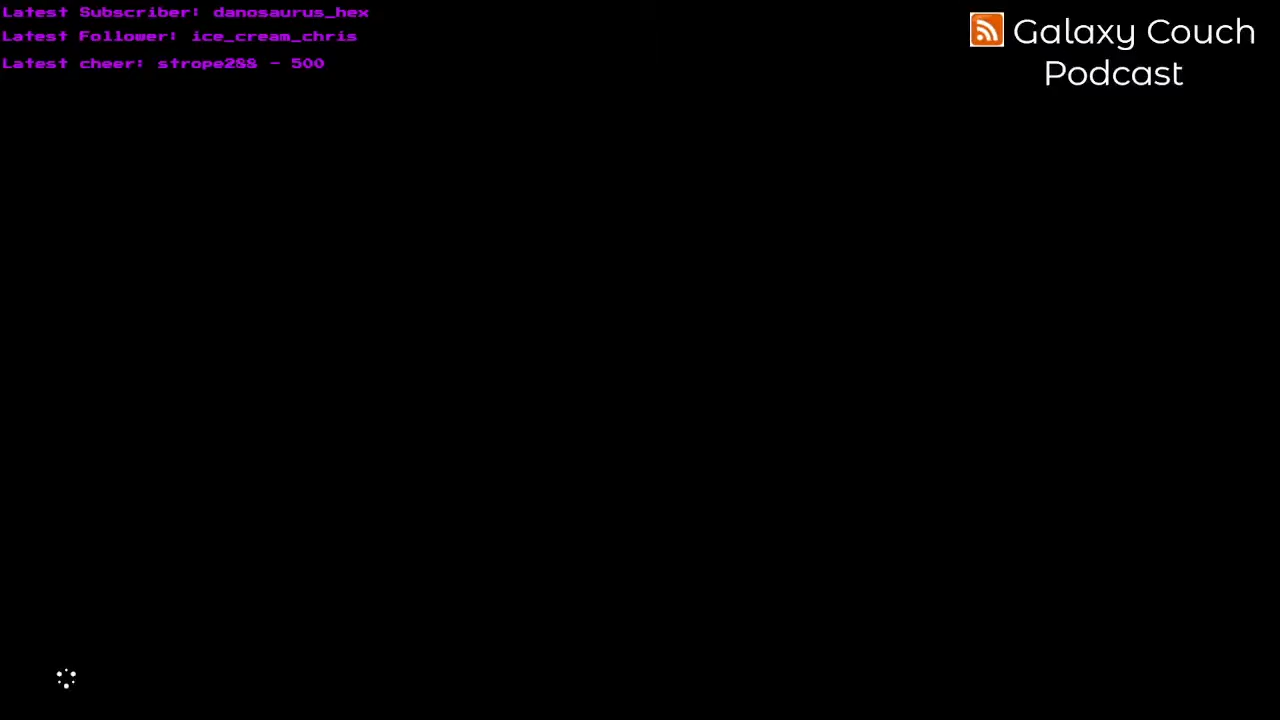 Latest Subscriber: danosaurus_hex
Latest Follower: ice_cream_chris
Latest cheer: strope288 - 500
Galaxy Couch
Podcast